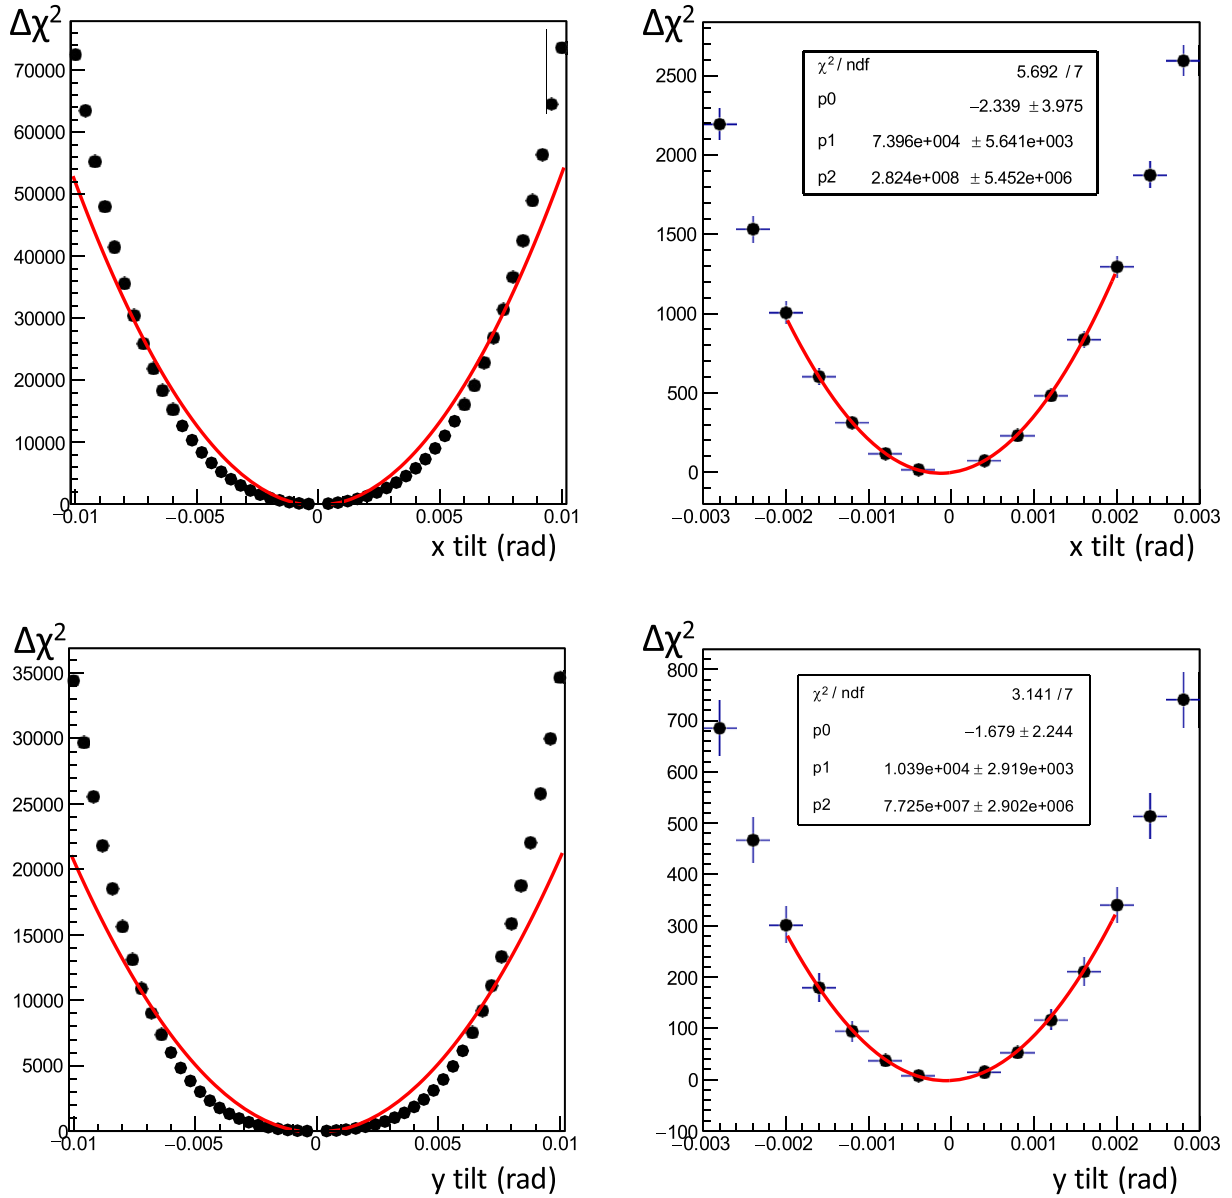 Δχ²
70000
60000
50000
40000
30000
20000
10000
0
−0.01 −0.005 0 0.005 0.01
x tilt (rad)
Δχ²
2500
2000
1500
1000
500
0
χ² / ndf 5.692 / 7
p0 −2.339 ± 3.975
p1 7.396e+004 ± 5.641e+003
p2 2.824e+008 ± 5.452e+006
−0.003 −0.002 −0.001 0 0.001 0.002 0.003
x tilt (rad)
Δχ²
35000
30000
25000
20000
15000
10000
5000
0
−0.01 −0.005 0 0.005 0.01
y tilt (rad)
Δχ²
800
700
600
500
400
300
200
100
0
−100
χ² / ndf 3.141 / 7
p0 −1.679 ± 2.244
p1 1.039e+004 ± 2.919e+003
p2 7.725e+007 ± 2.902e+006
−0.003 −0.002 −0.001 0 0.001 0.002 0.003
y tilt (rad)